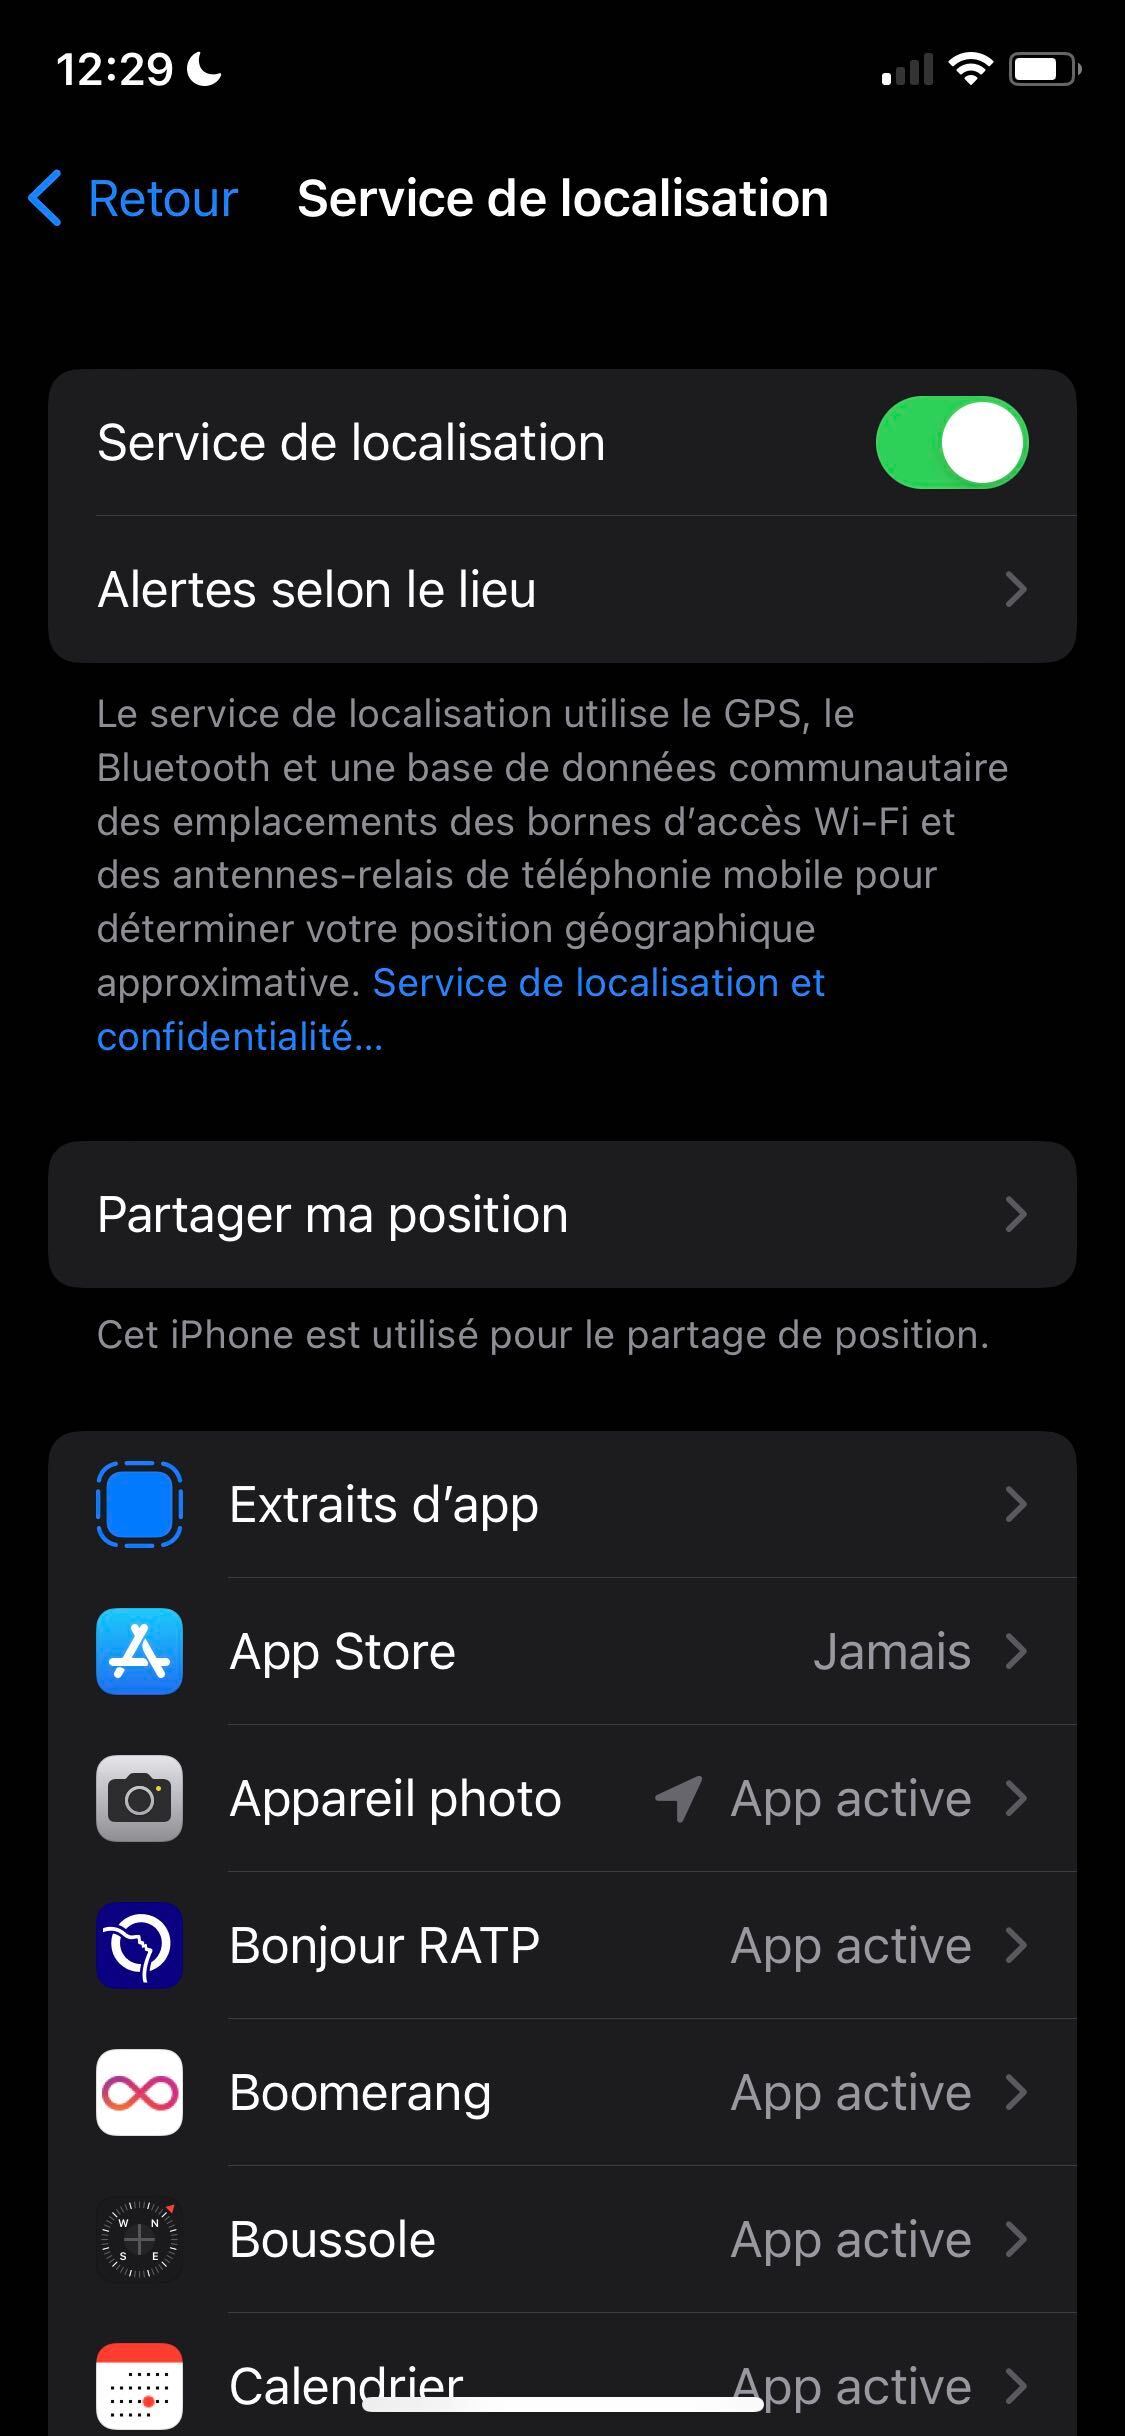 12:29
Retour
Service de localisation
Service de localisation
Alertes selon le lieu
Le service de localisation utilise le GPS, le
Bluetooth et une base de données communautaire
des emplacements des bornes d’accès Wi-Fi et
des antennes-relais de téléphonie mobile pour
déterminer votre position géographique
approximative. Service de localisation et
confidentialité...
Partager ma position
Cet iPhone est utilisé pour le partage de position.
Extraits d’app
App Store Jamais
Appareil photo App active
Bonjour RATP App active
Boomerang App active
W N
S E
Boussole App active
Calendrier App active